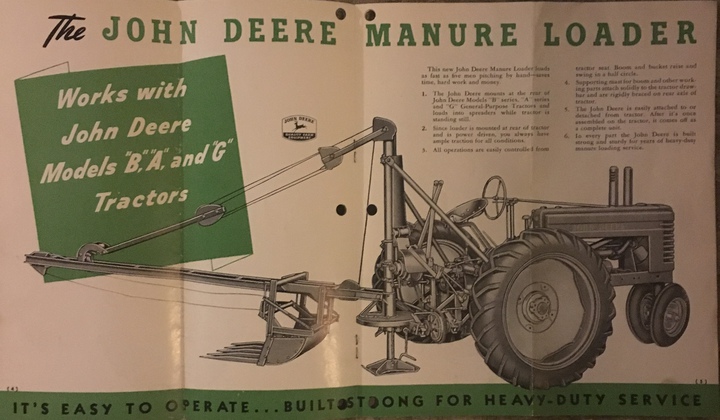 The JOHN DEERE MANURE LOADER
Works with
John Deere
Models "B", "A", and "G"
Tractors
JOHN DEERE
This new John Deere Manure Loader loads
as fast as five men pitching by hand—saves
time, hard work and money.
1. The John Deere mounts at the rear of
John Deere Models "B" series, "A" series
and "G" General-Purpose Tractors and
loads into spreaders while tractor is
standing still.
2. Since loader is mounted at rear of tractor
and is power driven, you always have
ample traction for all conditions.
3. All operations are easily controlled from
tractor seat. Boom and bucket raise and
swing in a full circle.
4. Supporting mast for boom and other work-
ing parts attach solidly to the tractor draw-
bar and are rigidly braced on rear axle of
tractor.
5. The John Deere is easily attached to or
detached from tractor. After it's once
assembled on the tractor, it comes off as
a complete unit.
6. In every part the John Deere is built
strong and sturdy for years of heavy-duty
manure loading service.
[4]
[5]
IT'S EASY TO OPERATE...BUILT STRONG FOR HEAVY-DUTY SERVICE